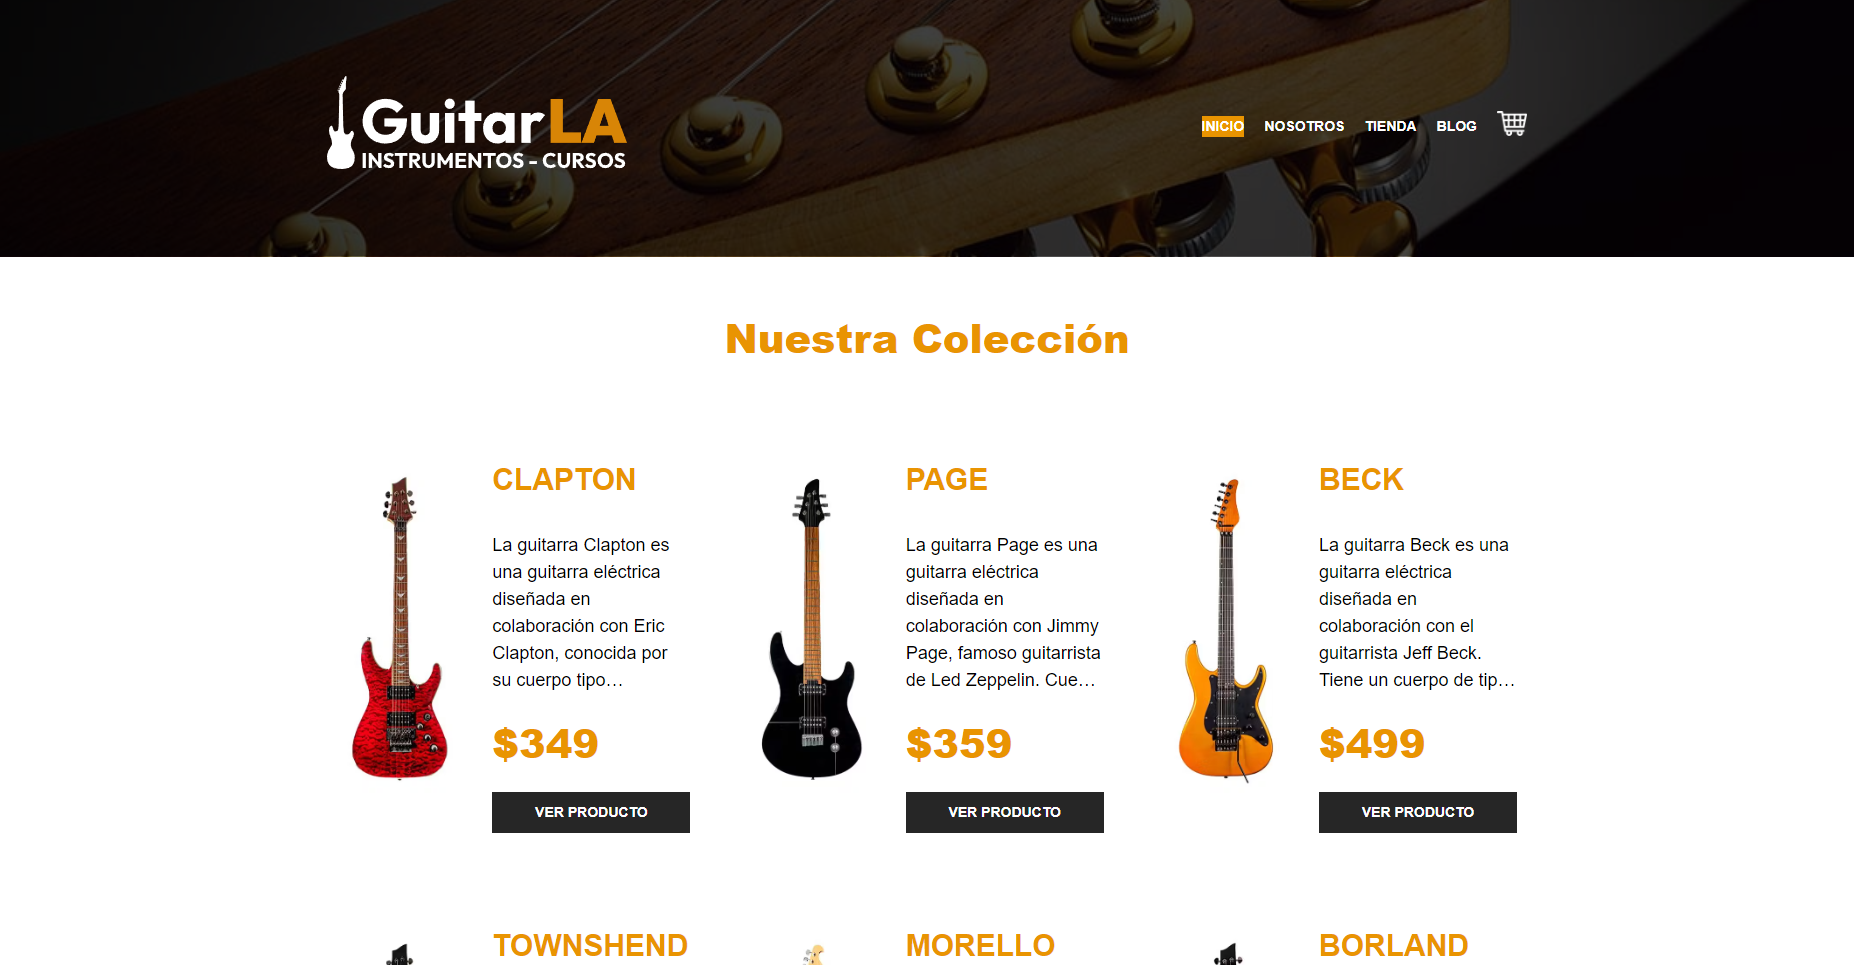 GuitarLA
INSTRUMENTOS - CURSOS
INICIO NOSOTROS TIENDA BLOG
Nuestra Colección
CLAPTON
La guitarra Clapton es
una guitarra eléctrica
diseñada en
colaboración con Eric
Clapton, conocida por
su cuerpo tipo…
$349
VER PRODUCTO
PAGE
La guitarra Page es una
guitarra eléctrica
diseñada en
colaboración con Jimmy
Page, famoso guitarrista
de Led Zeppelin. Cue…
$359
VER PRODUCTO
BECK
La guitarra Beck es una
guitarra eléctrica
diseñada en
colaboración con el
guitarrista Jeff Beck.
Tiene un cuerpo de tip…
$499
VER PRODUCTO
TOWNSHEND
MORELLO
BORLAND